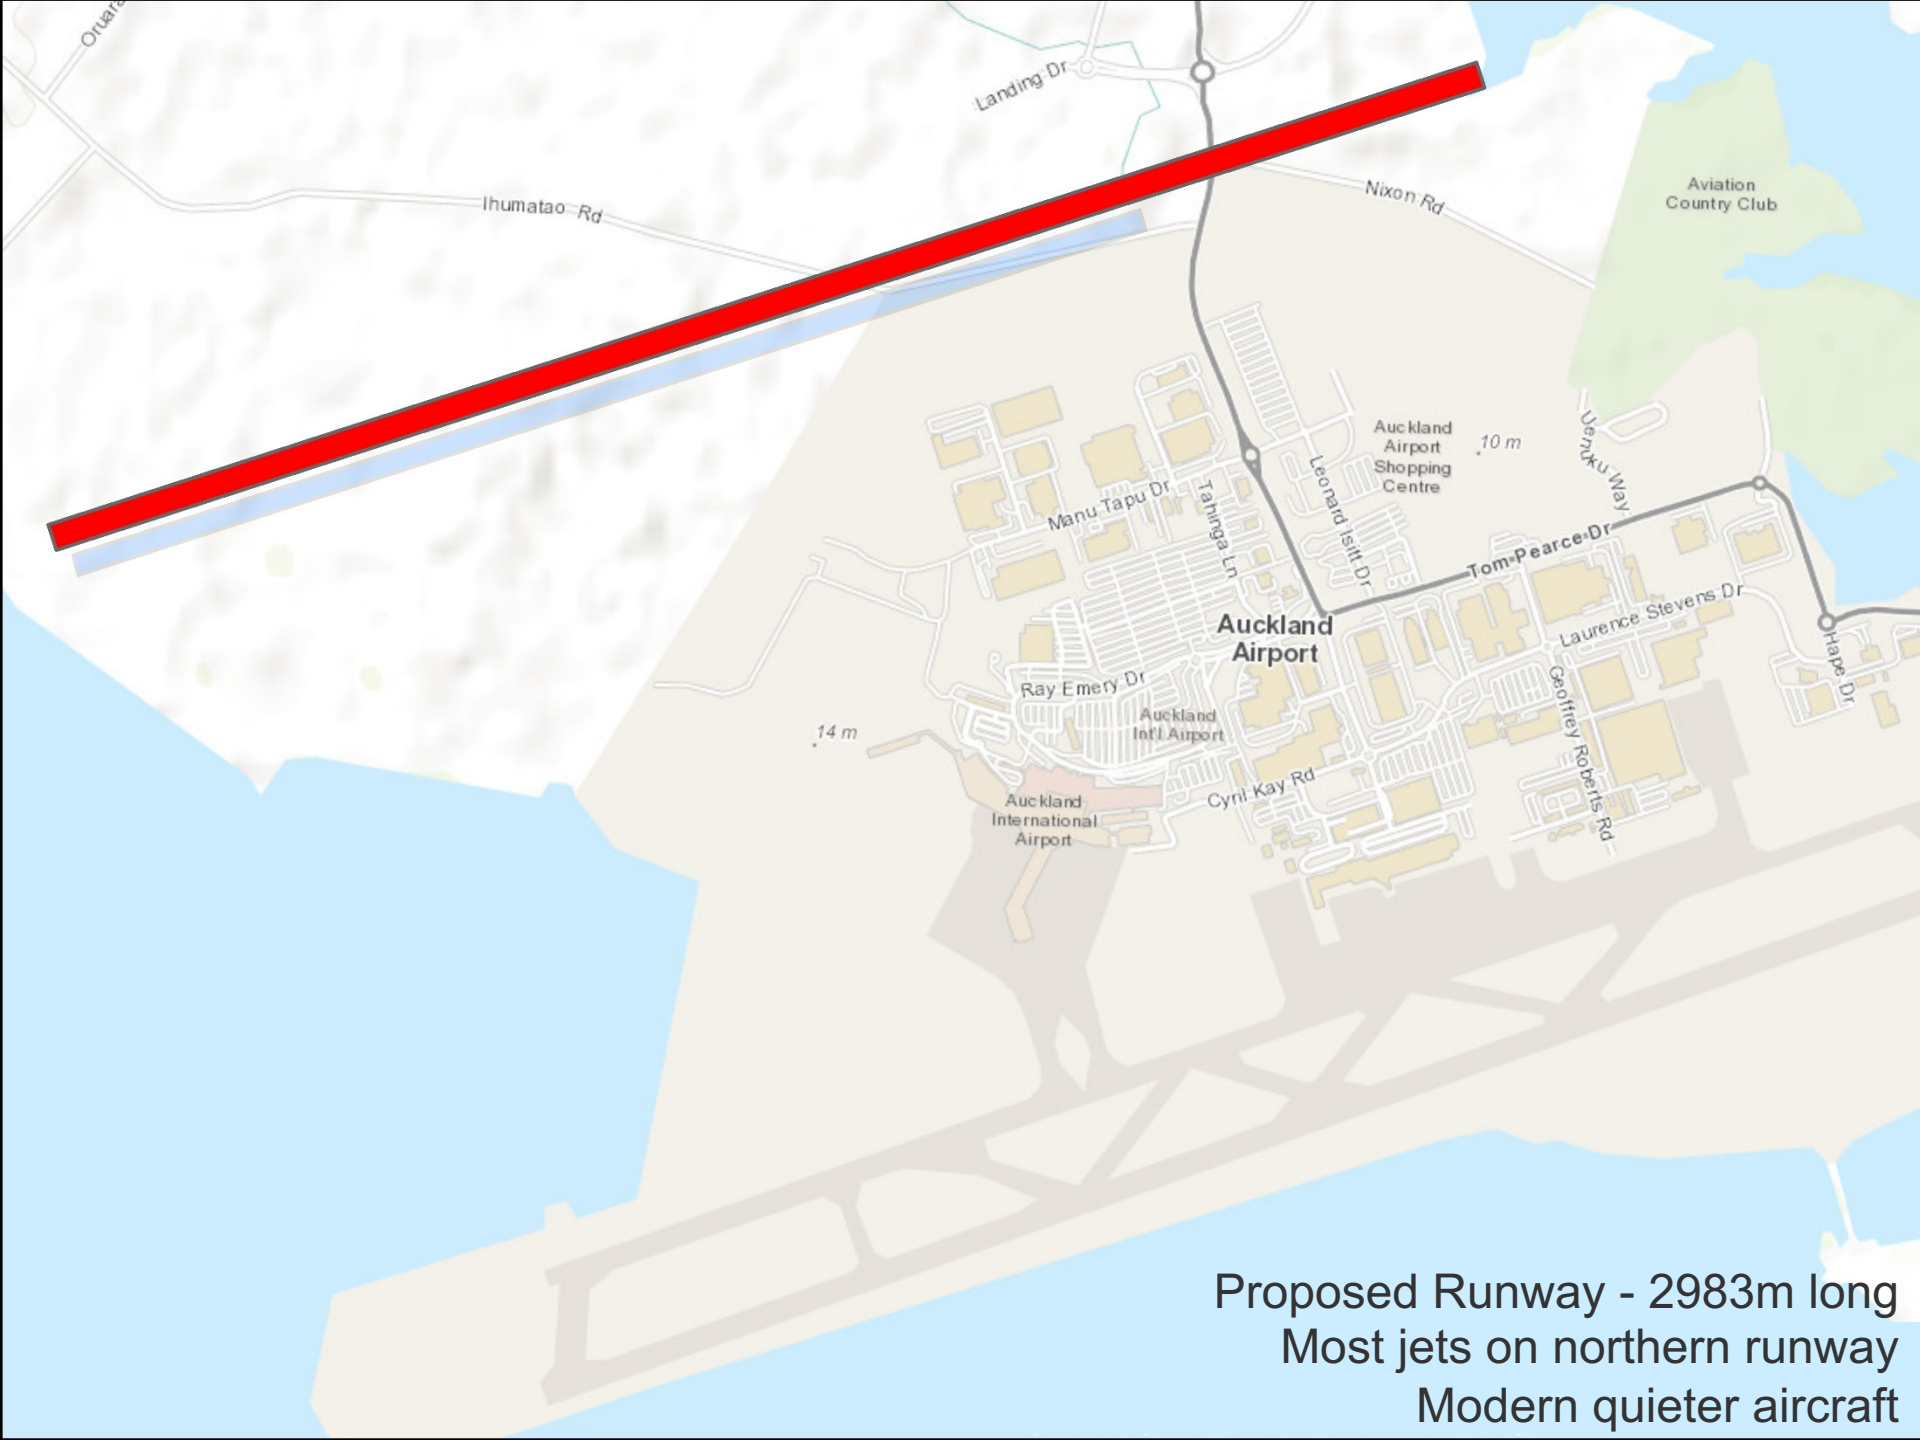 Oruara
Landing Dr
Ihumatao Rd
Nixon Rd
Aviation
Country Club
Auckland
Airport
Shopping
Centre
10 m
Uenuku Way
Leonard Isitt Dr
Manu Tapu Dr
Tahinga Ln
Tom Pearce Dr
Laurence Stevens Dr
Auckland
Airport
Hape Dr
Ray Emery Dr
Geoffrey Roberts Rd
Auckland
Int'l Airport
14 m
Cyril Kay Rd
Auckland
International
Airport
Proposed Runway - 2983m long
Most jets on northern runway
Modern quieter aircraft